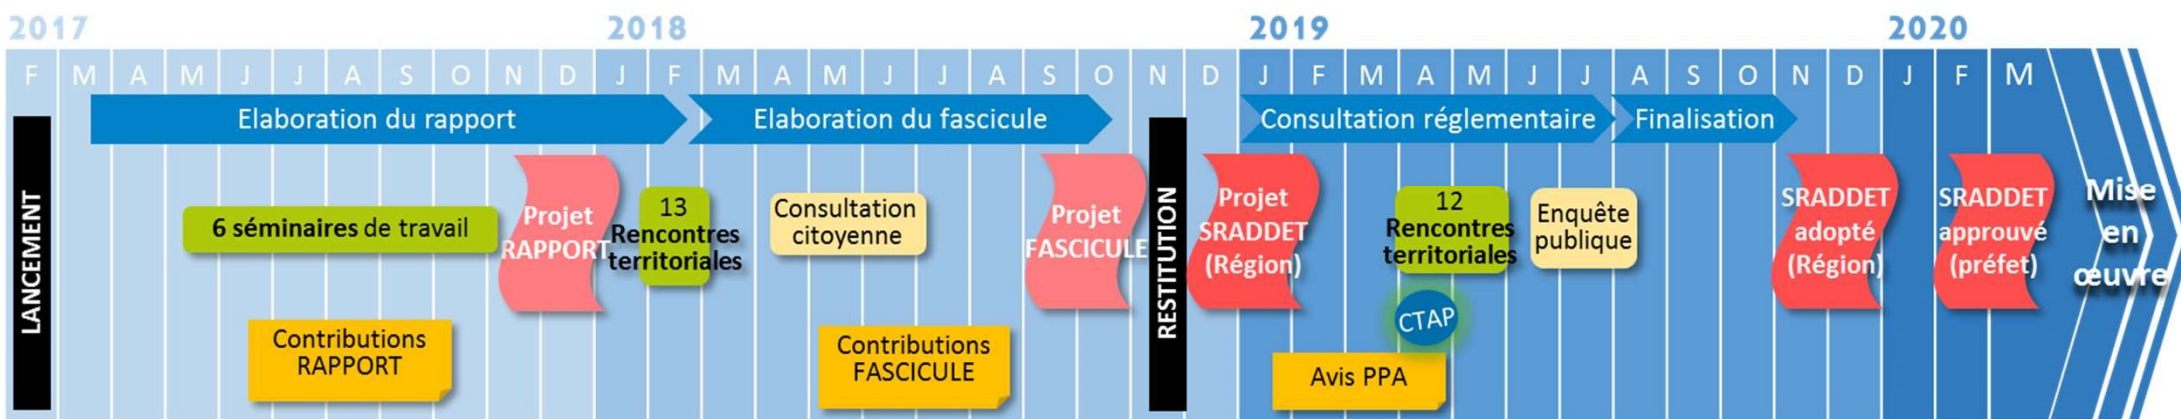 2017 2018 2019 2020
F M A M J J A S O N D J F M A M J J A S O N D J F M A M J J A S O N D J F M
Elaboration du rapport
Elaboration du fascicule
Consultation réglementaire
Finalisation
LANCEMENT
6 séminaires de travail
Contributions
RAPPORT
Projet
RAPPORT
13
Rencontres
territoriales
Consultation
citoyenne
Contributions
FASCICULE
Projet
FASCICULE
RESTITUTION
Projet
SRADDET
(Région)
12
Rencontres
territoriales
CTAP
Avis PPA
Enquête
publique
SRADDET
adopté
(Région)
SRADDET
approuvé
(préfet)
Mise
en
œuvre